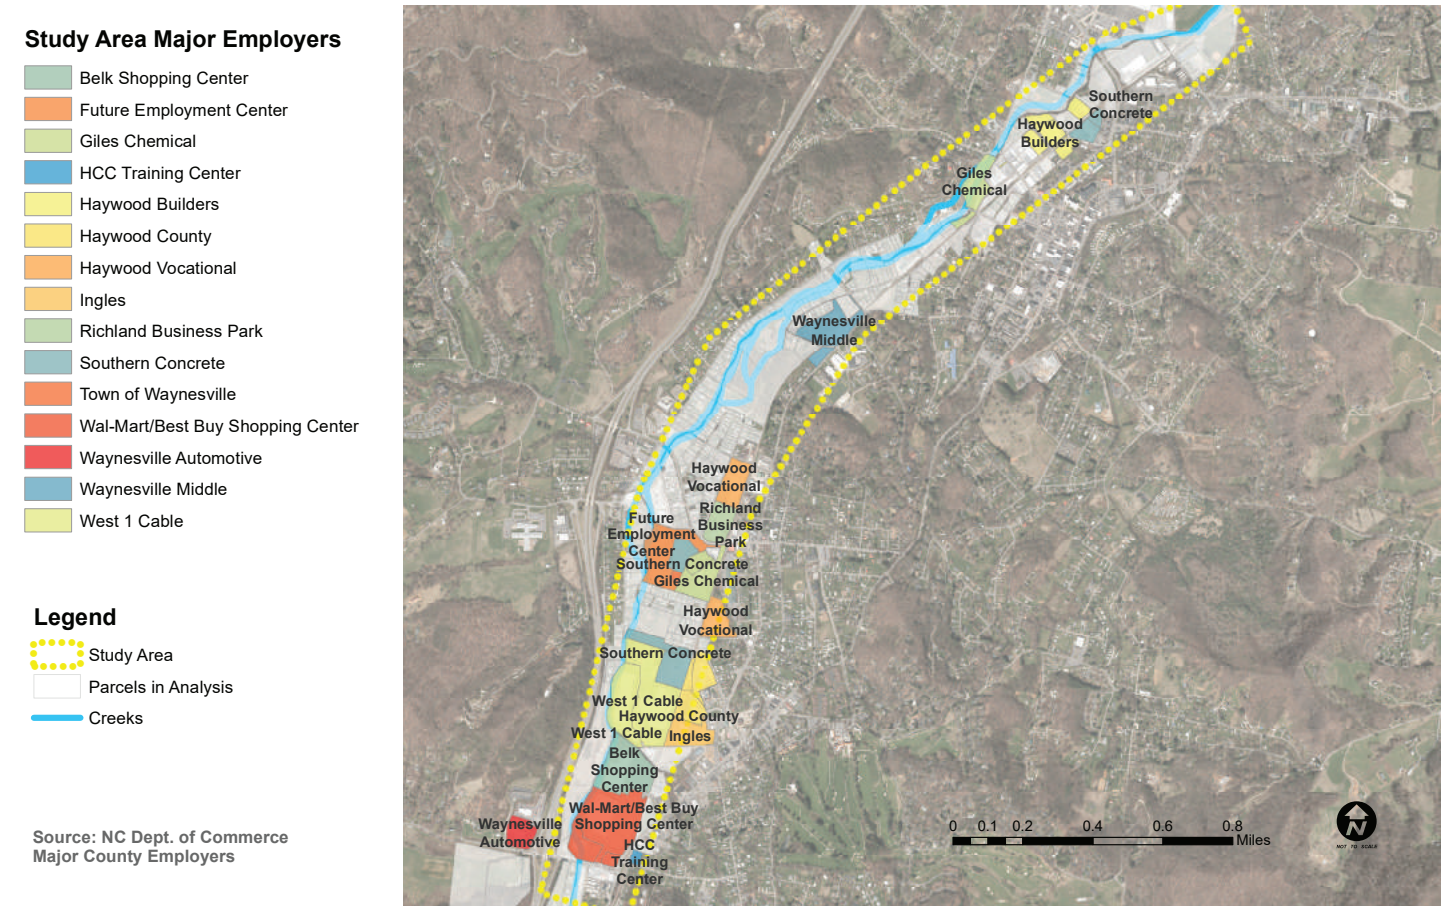 Study Area Major Employers
Belk Shopping Center
Future Employment Center
Giles Chemical
HCC Training Center
Haywood Builders
Haywood County
Haywood Vocational
Ingles
Richland Business Park
Southern Concrete
Town of Waynesville
Wal-Mart/Best Buy Shopping Center
Waynesville Automotive
Waynesville Middle
West 1 Cable
Legend
Study Area
Parcels in Analysis
Creeks
Source: NC Dept. of Commerce
Major County Employers
Southern
Concrete
Haywood
Builders
Giles
Chemical
Waynesville
Middle
Haywood
Vocational
Richland
Business
Park
Future
Employment
Center
Southern Concrete
Giles Chemical
Haywood
Vocational
Southern Concrete
West 1 Cable
Haywood County
West 1 Cable
Ingles
Belk
Shopping
Center
Wal-Mart/Best Buy
Shopping Center
Waynesville
Automotive
HCC
Training
Center
0 0.1 0.2 0.4 0.6 0.8
Miles
N
NOT TO SCALE